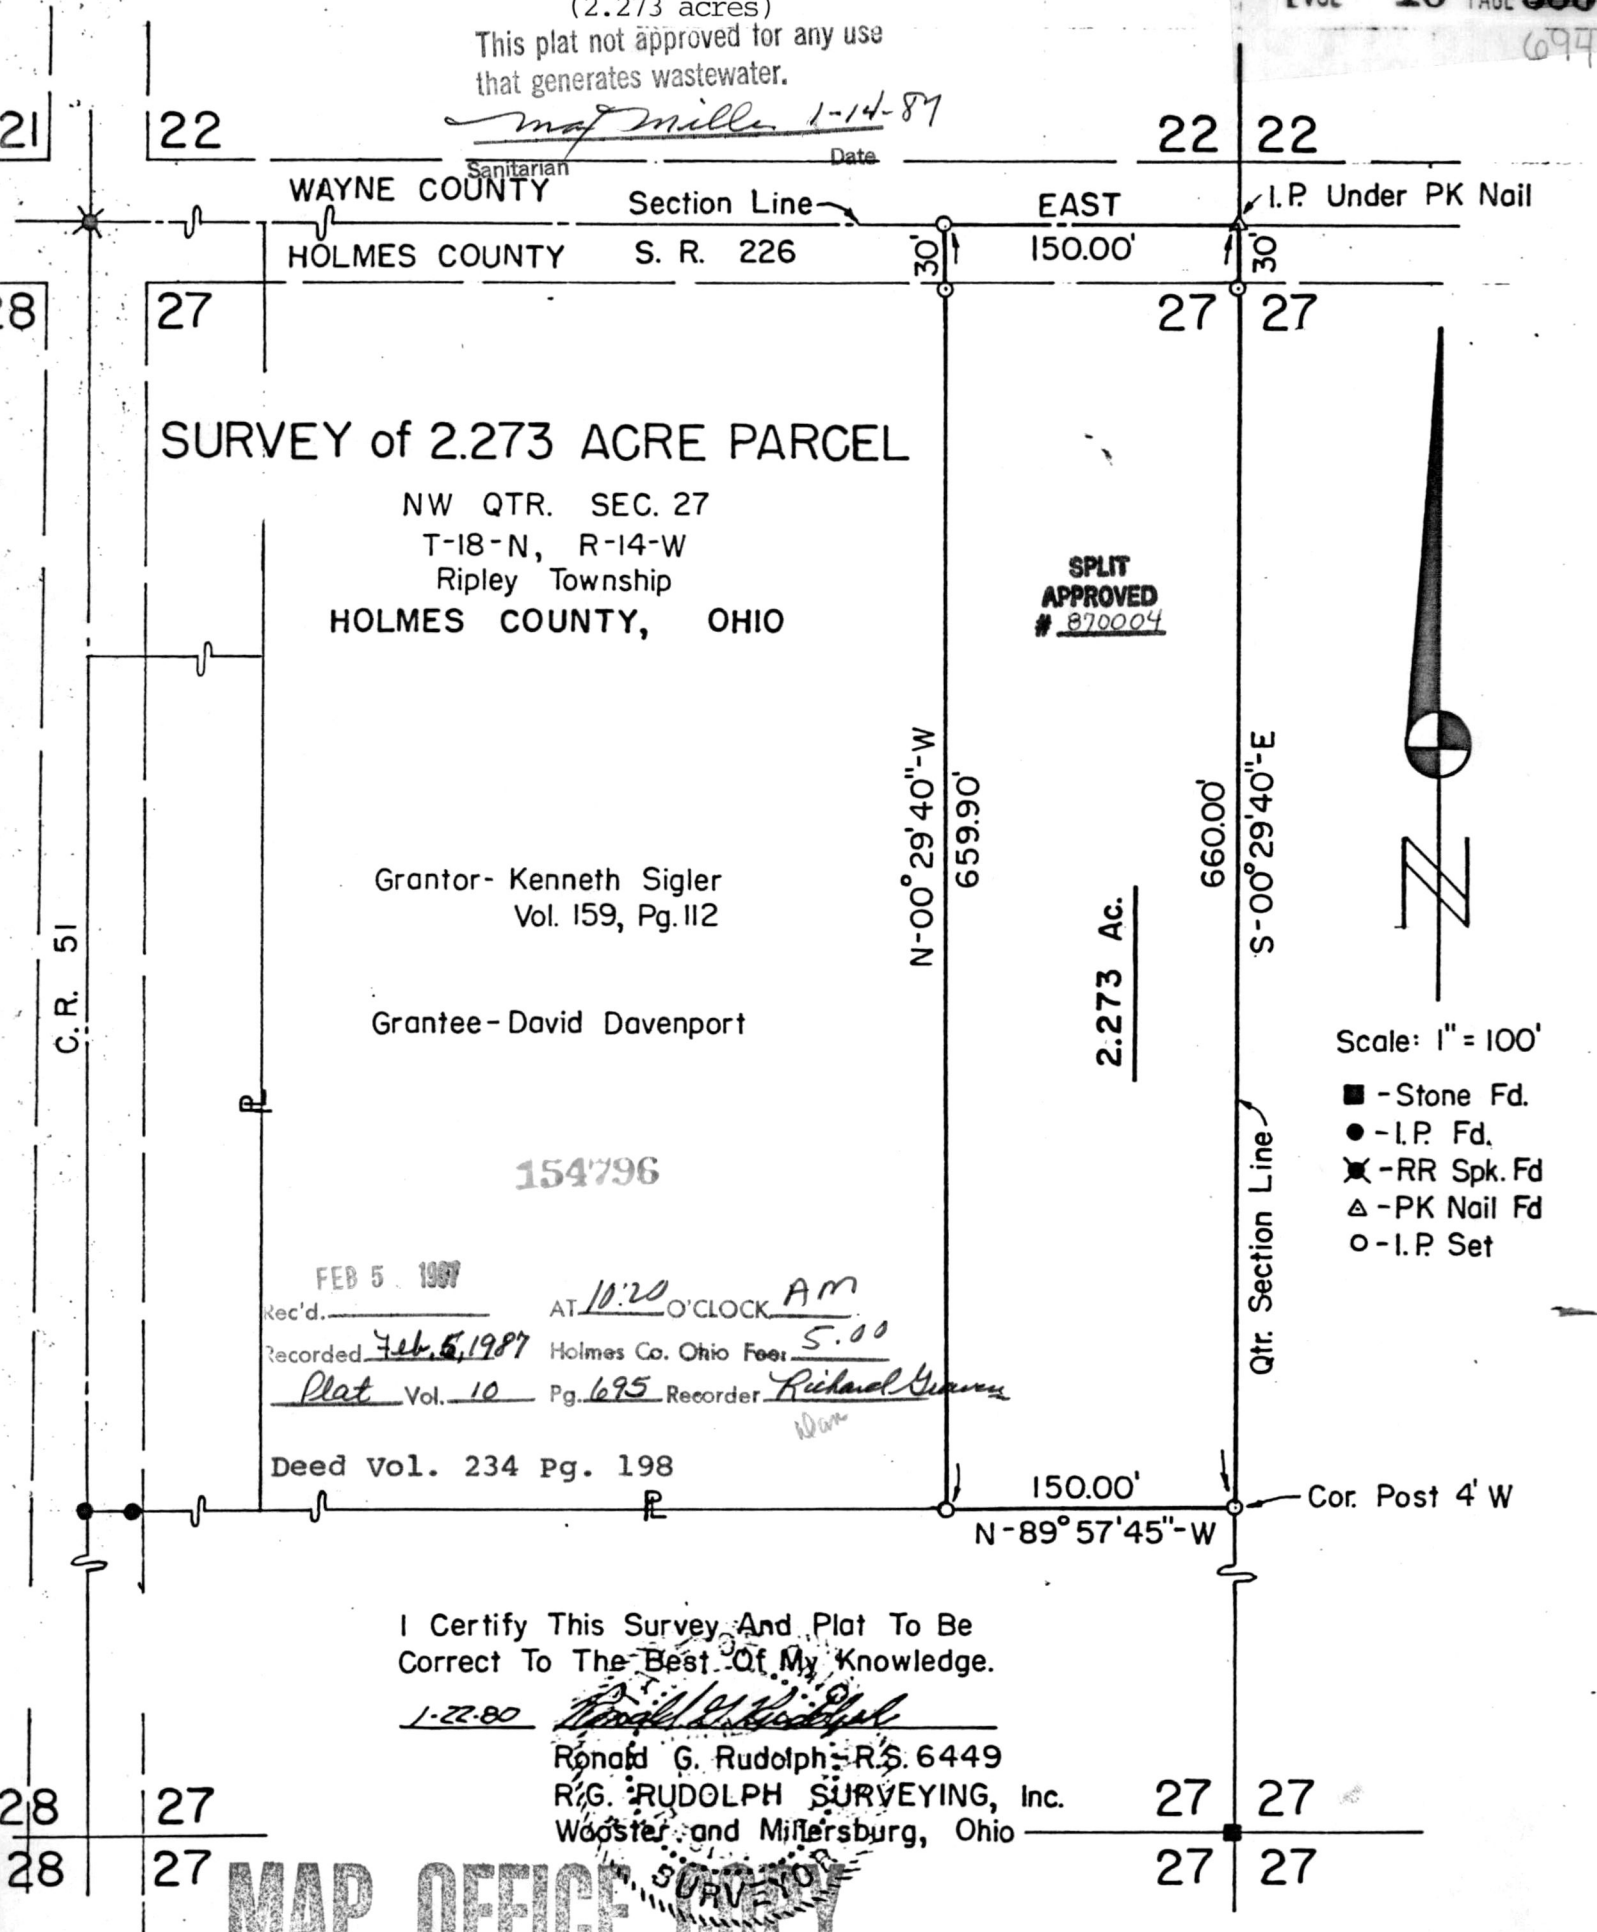 (2.273 acres)
This plat not approved for any use
that generates wastewater.
1-14-87
Sanitarian Date
694
21 22 22 22
WAYNE COUNTY Section Line EAST I.P. Under PK Nail
HOLMES COUNTY S. R. 226 30' 150.00' 30'
28 27 27 27
SURVEY of 2.273 ACRE PARCEL
NW QTR. SEC. 27
T-18-N, R-14-W
Ripley Township
HOLMES COUNTY, OHIO
SPLIT
APPROVED
# 870004
N-00°29'40"-W
659.90'
660.00'
S-00°29'40"-E
2.273 Ac.
C.R. 51
Grantor- Kenneth Sigler
Vol. 159, Pg. 112
Grantee- David Davenport
N
Scale: 1" = 100'
-Stone Fd.
-I.P. Fd.
-RR Spk. Fd
-PK Nail Fd
-I.P. Set
PL
154796
Qtr. Section Line
FEB 5 1987
Rec'd. AT 10:20 O'CLOCK AM
Recorded Feb. 5, 1987 Holmes Co. Ohio Fee: 5.00
Plat Vol. 10 Pg. 695 Recorder Richard
Deed Vol. 234 Pg. 198
PL
150.00'
Cor. Post 4' W
N-89°57'45"-W
I Certify This Survey And Plat To Be
Correct To The Best Of My Knowledge.
1-22-80 Ronald G. Rudolph
Ronald G. Rudolph-R.S. 6449
R.G. RUDOLPH SURVEYING, Inc.
Wooster and Millersburg, Ohio
SURVEYOR
28 27 27 27
28 27 27 27
MAP OFFICE COPY